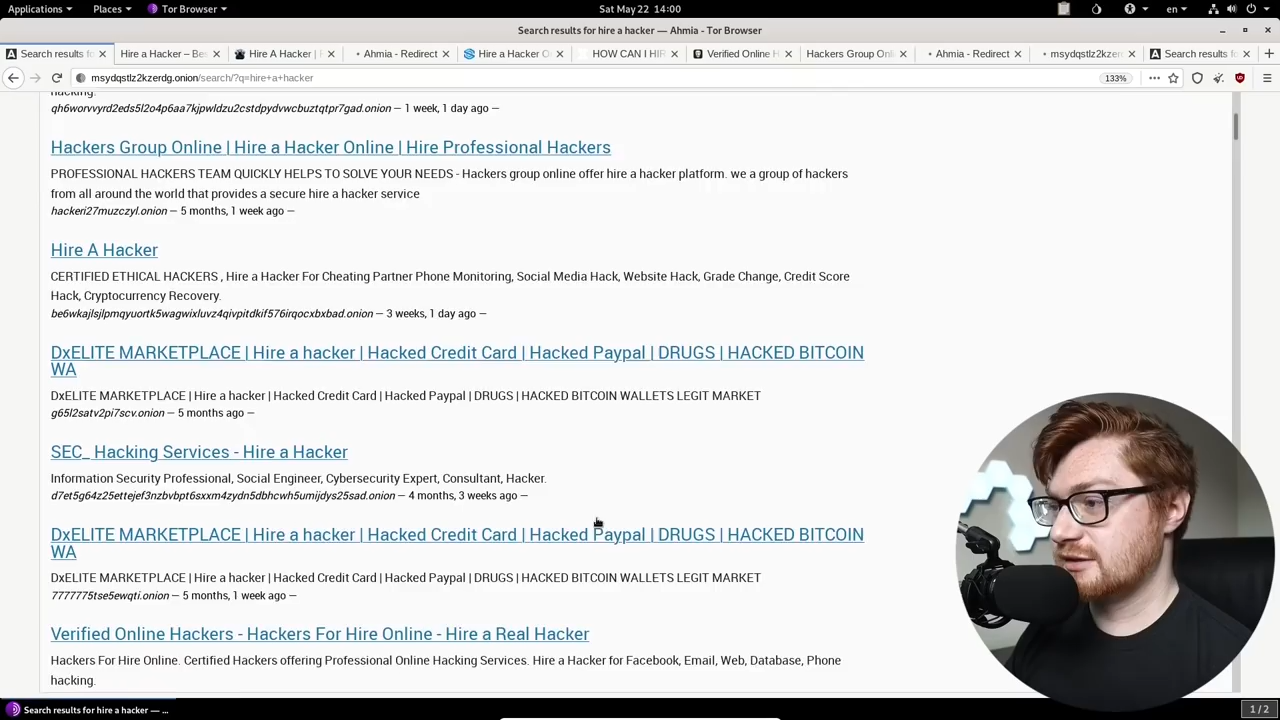 Applications
Places
Tor Browser
Sat May 22 14:00
en
Search results for hire a hacker — Ahmia - Tor Browser
Search results fo
Hire a Hacker – Be
Hire A Hacker | H
Ahmia - Redirect
Hire a Hacker O
HOW CAN I HIR
Verified Online H
Hackers Group Onl
Ahmia - Redirect
msydqstlz2kzerd
Search results fo
msydqstlz2kzerdg.onion/search/?q=hire+a+hacker
133%
hacking.
qh6worvvyrd2eds5l2o4p6aa7kjpwldzu2cstdpydvwcbuztqtpr7gad.onion — 1 week, 1 day ago —
Hackers Group Online | Hire a Hacker Online | Hire Professional Hackers
PROFESSIONAL HACKERS TEAM QUICKLY HELPS TO SOLVE YOUR NEEDS - Hackers group online offer hire a hacker platform. we a group of hackers
from all around the world that provides a secure hire a hacker service
hackeri27muzczyl.onion — 5 months, 1 week ago —
Hire A Hacker
CERTIFIED ETHICAL HACKERS , Hire a Hacker For Cheating Partner Phone Monitoring, Social Media Hack, Website Hack, Grade Change, Credit Score
Hack, Cryptocurrency Recovery.
be6wkajlsjlpmqyuortk5wagwixluvz4qivpitdkif576irqocxbxbad.onion — 3 weeks, 1 day ago —
DxELITE MARKETPLACE | Hire a hacker | Hacked Credit Card | Hacked Paypal | DRUGS | HACKED BITCOIN
WA
DxELITE MARKETPLACE | Hire a hacker | Hacked Credit Card | Hacked Paypal | DRUGS | HACKED BITCOIN WALLETS LEGIT MARKET
g65l2satv2pi7scv.onion — 5 months ago —
SEC_ Hacking Services - Hire a Hacker
Information Security Professional, Social Engineer, Cybersecurity Expert, Consultant, Hacker.
d7et5g64z25ettejef3nzbvbpt6sxxm4zydn5dbhcwh5umijdys25sad.onion — 4 months, 3 weeks ago —
DxELITE MARKETPLACE | Hire a hacker | Hacked Credit Card | Hacked Paypal | DRUGS | HACKED BITCOIN
WA
DxELITE MARKETPLACE | Hire a hacker | Hacked Credit Card | Hacked Paypal | DRUGS | HACKED BITCOIN WALLETS LEGIT MARKET
7777775tse5ewqti.onion — 5 months, 1 week ago —
Verified Online Hackers - Hackers For Hire Online - Hire a Real Hacker
Hackers For Hire Online. Certified Hackers offering Professional Online Hacking Services. Hire a Hacker for Facebook, Email, Web, Database, Phone
hacking.
Search results for hire a hacker — ...
1 / 2